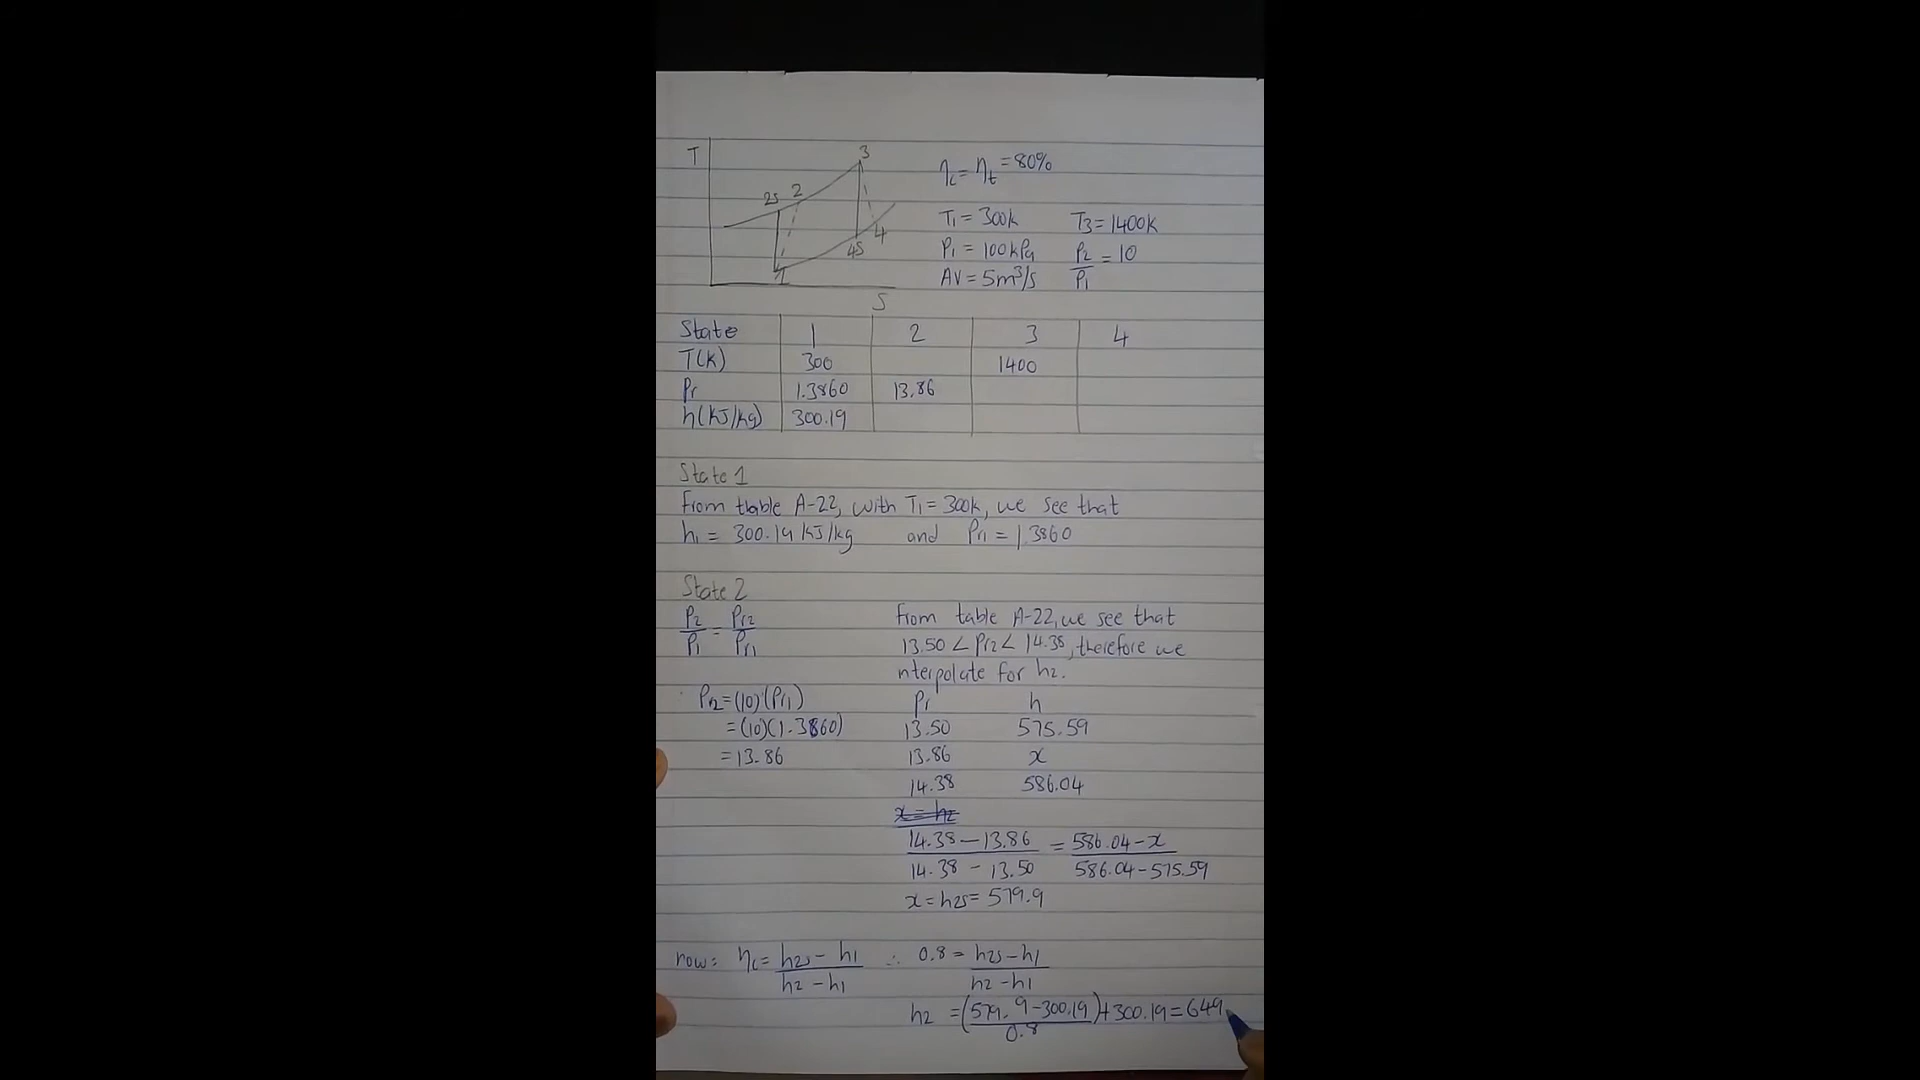 T
3
2s 2
4
4s
1
S
ηc = ηt = 80%
T1 = 300K T3 = 1400K
P1 = 100kPa P2/P1 = 10
AV = 5m³/s
State 1 2 3 4
T(K) 300 1400
Pr 1.3860 13.86
h(KJ/kg) 300.19
State 1
From table A-22, with T1 = 300k, we see that
h1 = 300.19 KJ/kg and Pr1 = 1.3860
State 2
P2/P1 = Pr2/Pr1
Pr2 = (10)(Pr1)
= (10)(1.3860)
= 13.86
From table A-22, we see that
13.50 < Pr2 < 14.38, therefore we
nterpolate for h2.
Pr h
13.50 575.59
13.86 x
14.38 586.04
x = h2
14.38 – 13.86 / 14.38 – 13.50 = 586.04 – x / 586.04 – 575.59
x = h2s = 579.9
now: ηc = h2s – h1 / h2 – h1 ∴ 0.8 = h2s – h1 / h2 – h1
h2 = (579.9 – 300.19 / 0.8) + 300.19 = 649